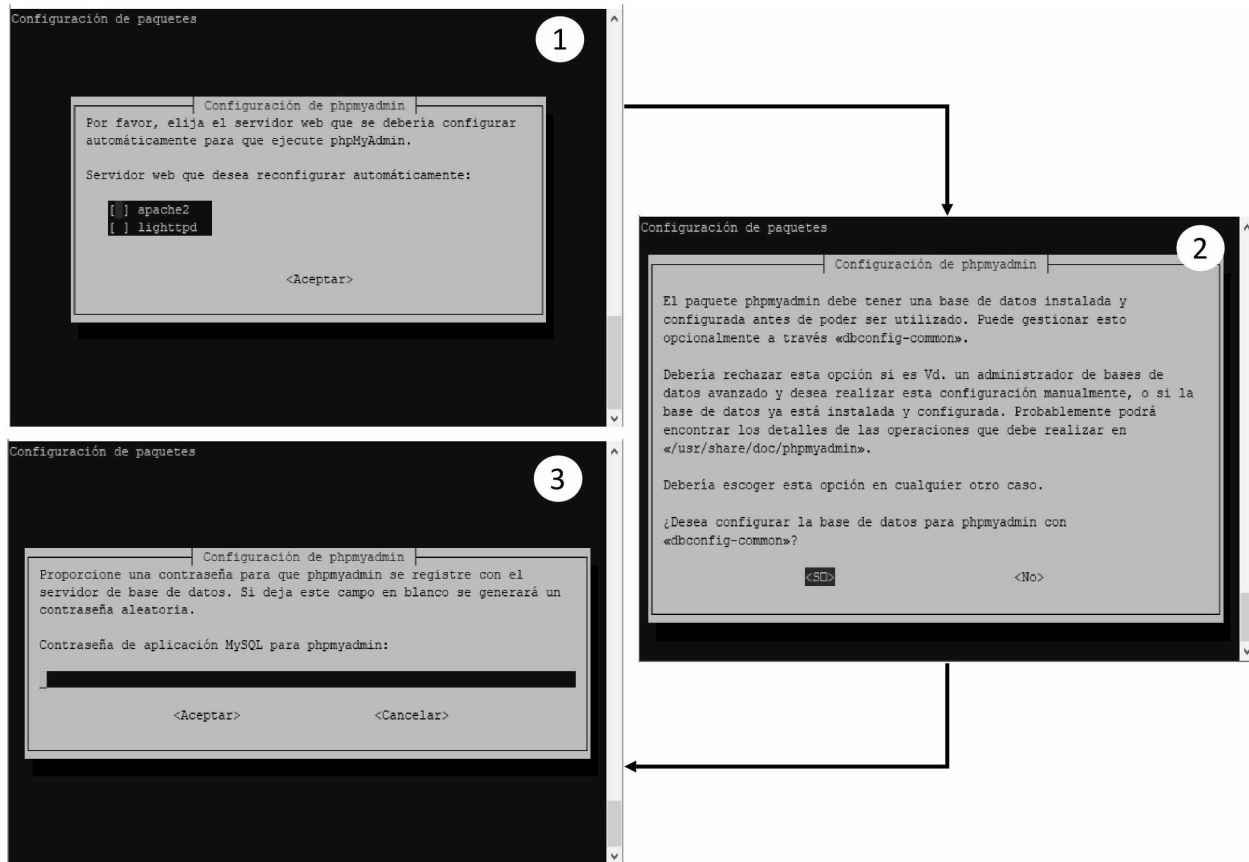 Configuración de paquetes
1
Configuración de phpmyadmin
Por favor, elija el servidor web que se debería configurar
automáticamente para que ejecute phpMyAdmin.
Servidor web que desea reconfigurar automáticamente:
[ ] apache2
[ ] lighttpd
<Aceptar>
Configuración de paquetes
2
Configuración de phpmyadmin
El paquete phpmyadmin debe tener una base de datos instalada y
configurada antes de poder ser utilizado. Puede gestionar esto
opcionalmente a través «dbconfig-common».
Debería rechazar esta opción si es Vd. un administrador de bases de
datos avanzado y desea realizar esta configuración manualmente, o si la
base de datos ya está instalada y configurada. Probablemente podrá
encontrar los detalles de las operaciones que debe realizar en
«/usr/share/doc/phpmyadmin».
Debería escoger esta opción en cualquier otro caso.
¿Desea configurar la base de datos para phpmyadmin con
«dbconfig-common»?
<S□> <No>
Configuración de paquetes
3
Configuración de phpmyadmin
Proporcione una contraseña para que phpmyadmin se registre con el
servidor de base de datos. Si deja este campo en blanco se generará un
contraseña aleatoria.
Contraseña de aplicación MySQL para phpmyadmin:
<Aceptar> <Cancelar>